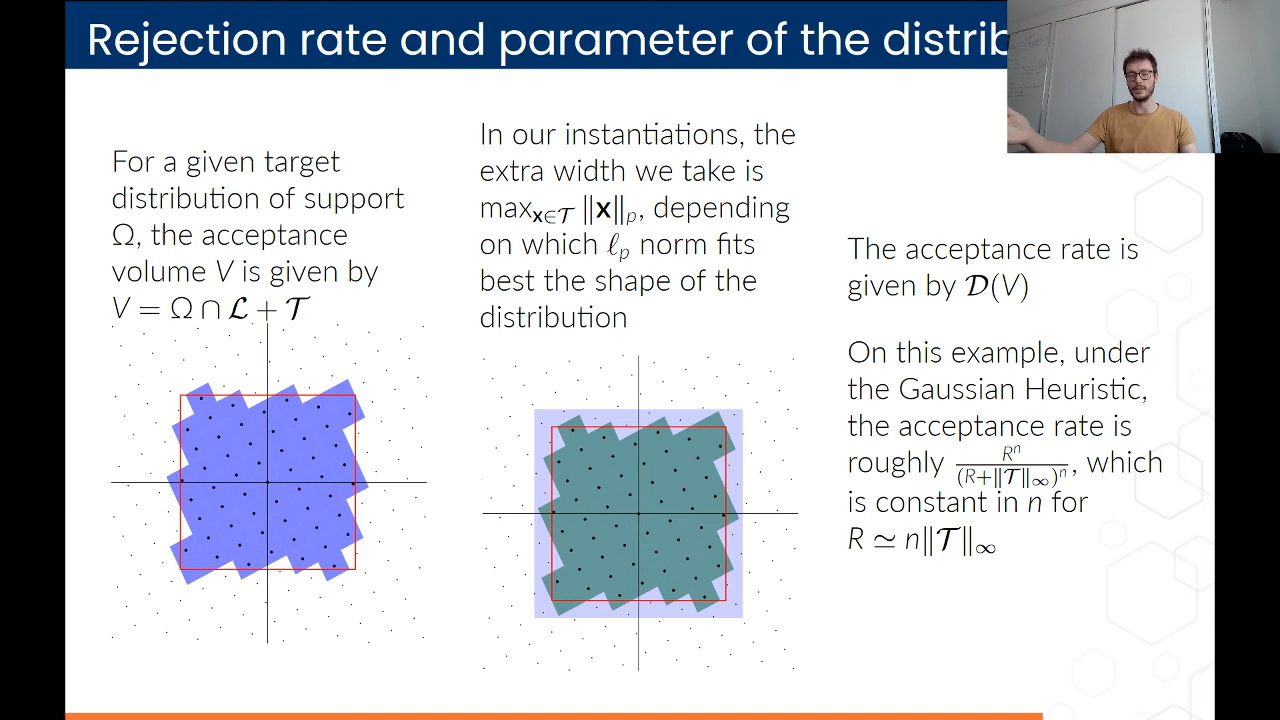 Rejection rate and parameter of the distrib
For a given target
distribution of support
Ω, the acceptance
volume V is given by
V = Ω ∩ 𝓛 + 𝓣
In our instantiations, the
extra width we take is
max_{𝐱∈𝓣} ‖𝐱‖_p, depending
on which ℓ_p norm fits
best the shape of the
distribution
The acceptance rate is
given by 𝓓(V)
On this example, under
the Gaussian Heuristic,
the acceptance rate is
roughly R^n/(R+‖𝓣‖_∞)^n, which
is constant in n for
R ≃ n‖𝓣‖_∞